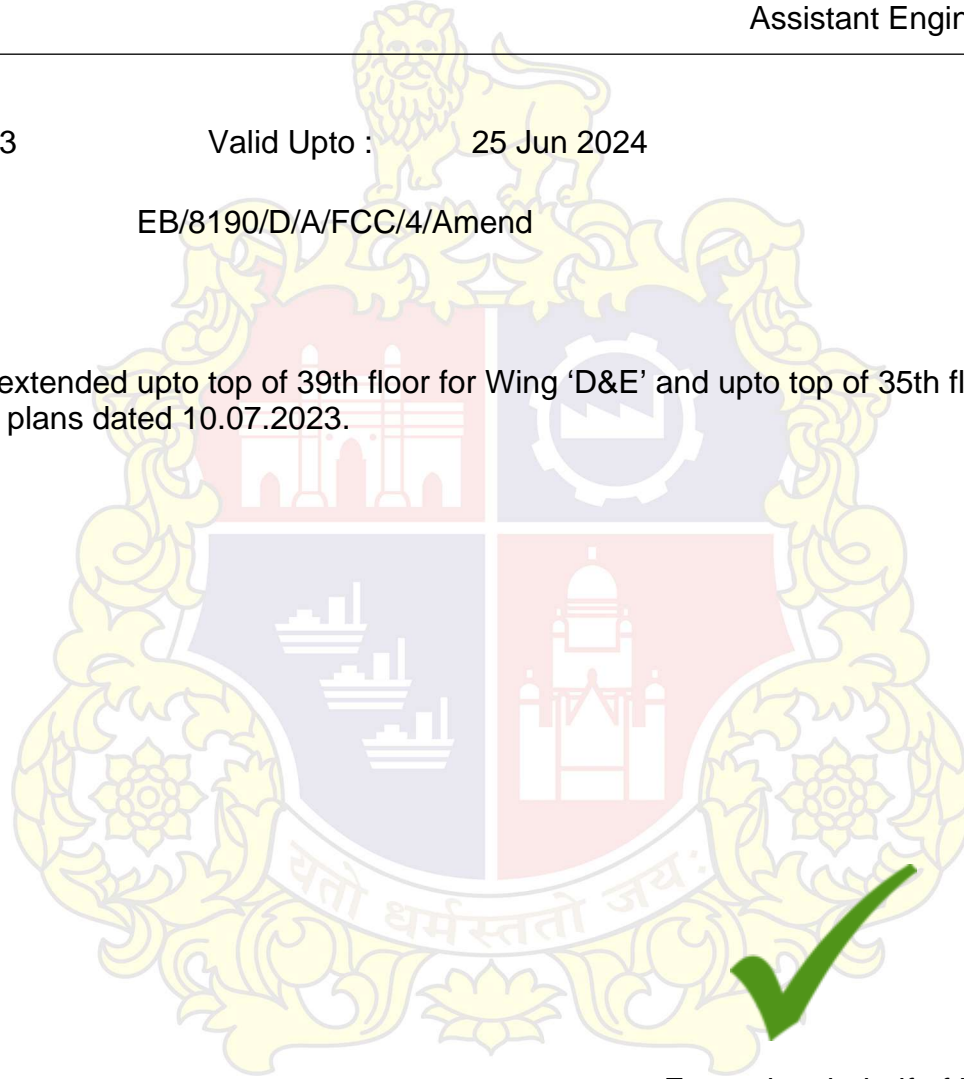 Assistant Engin
3 Valid Upto : 25 Jun 2024
EB/8190/D/A/FCC/4/Amend
extended upto top of 39th floor for Wing ‘D&E’ and upto top of 35th fl
plans dated 10.07.2023.
यतो धर्मस्ततो जय: